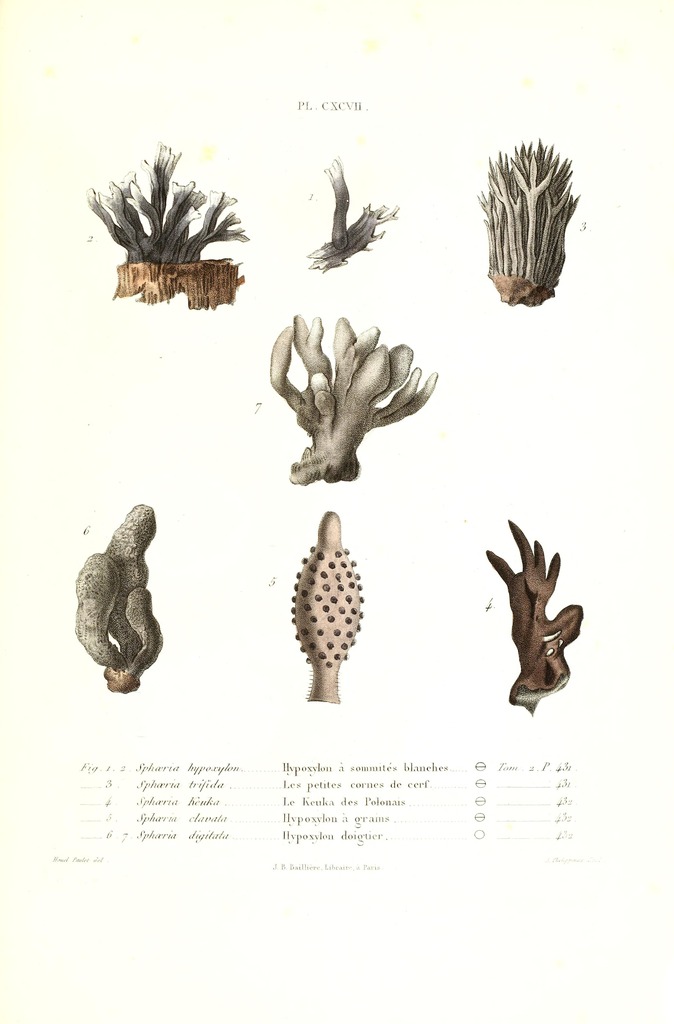 PL. CXCVII.
1.
2.
3.
7
6
5
4.
Fig. 1. 2. Sphæria hypoxylon Hypoxylon à sommités blanches Tom. 2. P. 431.
3. Sphæria trifida Les petites cornes de cerf 431.
4. Sphæria Keuka Le Keuka des Polonais 432.
5. Sphæria clavata Hypoxylon à grains 432.
6 7 Sphæria digitata Hypoxylon doigtier 432
del.
J. B. Baillière, Libraire, à Paris